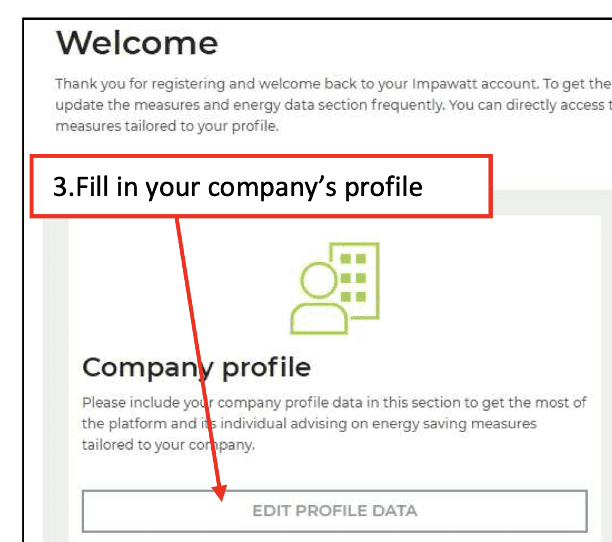 Welcome
Thank you for registering and welcome back to your Impawatt account. To get the
update the measures and energy data section frequently. You can directly access t
measures tailored to your profile.
3.Fill in your company’s profile
Company profile
Please include your company profile data in this section to get the most of
the platform and its individual advising on energy saving measures
tailored to your company.
EDIT PROFILE DATA